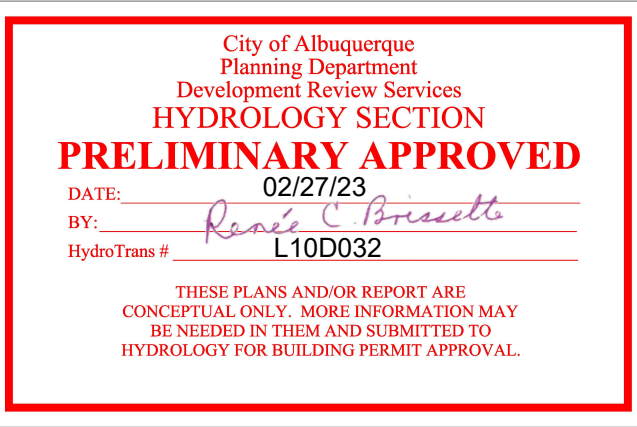 City of Albuquerque
Planning Department
Development Review Services
HYDROLOGY SECTION
PRELIMINARY APPROVED
DATE: 02/27/23
BY: Renée C. Brissette
HydroTrans # L10D032
THESE PLANS AND/OR REPORT ARE
CONCEPTUAL ONLY. MORE INFORMATION MAY
BE NEEDED IN THEM AND SUBMITTED TO
HYDROLOGY FOR BUILDING PERMIT APPROVAL.